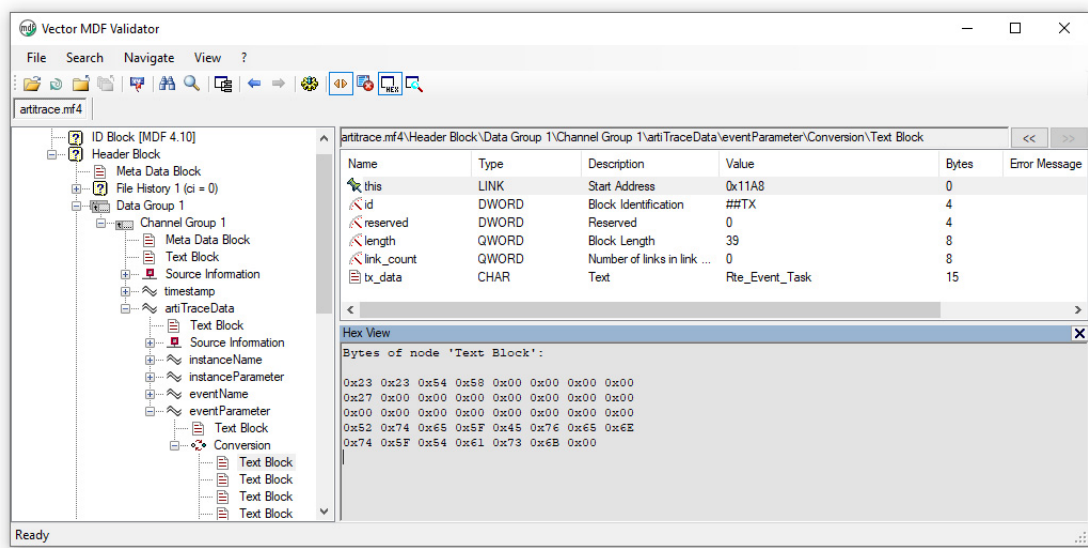 mdf Vector MDF Validator
File Search Navigate View ?
HEX
artitrace.mf4
ID Block [MDF 4.10]
Header Block
Meta Data Block
File History 1 (ci = 0)
Data Group 1
Channel Group 1
Meta Data Block
Text Block
Source Information
timestamp
artiTraceData
Text Block
Source Information
instanceName
instanceParameter
eventName
eventParameter
Text Block
Conversion
Text Block
Text Block
Text Block
Text Block
artitrace.mf4\Header Block\Data Group 1\Channel Group 1\artiTraceData\eventParameter\Conversion\Text Block << >>
Name Type Description Value Bytes Error Message
this LINK Start Address 0x11A8 0
id DWORD Block Identification ##TX 4
reserved DWORD Reserved 0 4
length QWORD Block Length 39 8
link_count QWORD Number of links in link ... 0 8
tx_data CHAR Text Rte_Event_Task 15
Hex View
Bytes of node 'Text Block':
0x23 0x23 0x54 0x58 0x00 0x00 0x00 0x00
0x27 0x00 0x00 0x00 0x00 0x00 0x00 0x00
0x00 0x00 0x00 0x00 0x00 0x00 0x00 0x00
0x52 0x74 0x65 0x5F 0x45 0x76 0x65 0x6E
0x74 0x5F 0x54 0x61 0x73 0x6B 0x00
Ready